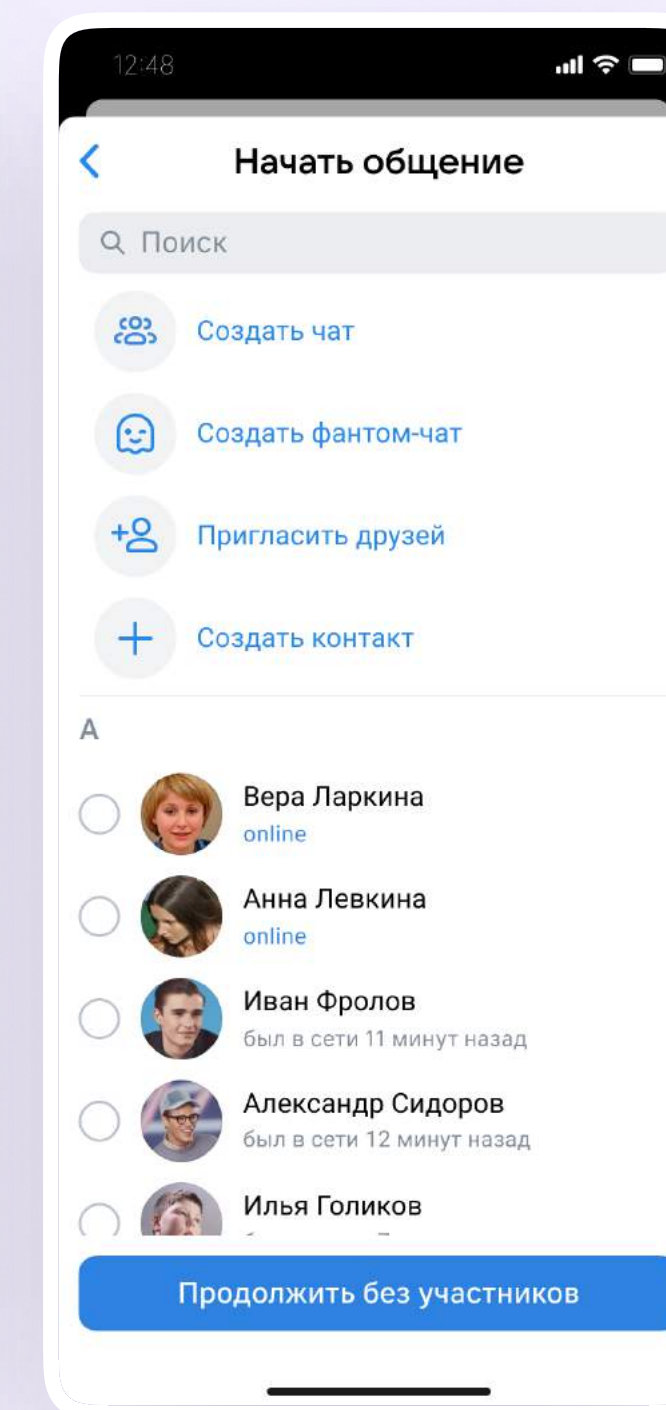 12:48
Начать общение
Поиск
Создать чат
Создать фантом-чат
Пригласить друзей
Создать контакт
А
Вера Ларкина
online
Анна Левкина
online
Иван Фролов
был в сети 11 минут назад
Александр Сидоров
был в сети 12 минут назад
Илья Голиков
Продолжить без участников